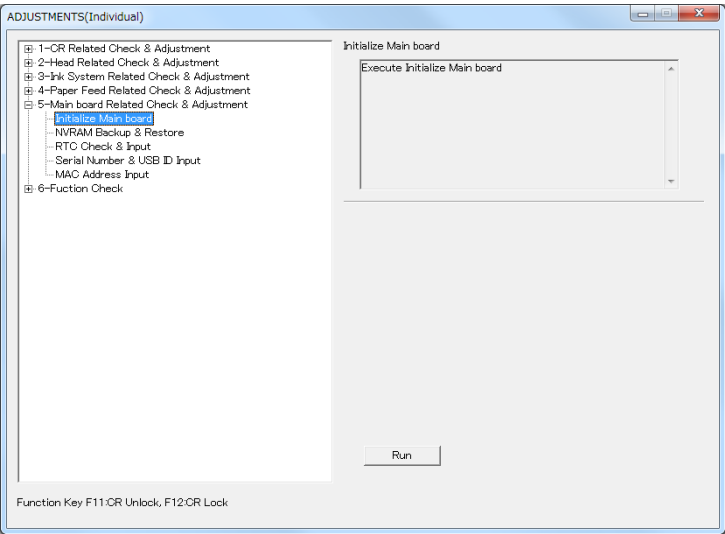 ADJUSTMENTS(Individual)
1-CR Related Check & Adjustment
2-Head Related Check & Adjustment
3-Ink System Related Check & Adjustment
4-Paper Feed Related Check & Adjustment
5-Main board Related Check & Adjustment
Initialize Main board
NVRAM Backup & Restore
RTC Check & Input
Serial Number & USB ID Input
MAC Address Input
6-Fuction Check
Initialize Main board
Execute Initialize Main board
Run
Function Key F11:CR Unlock, F12:CR Lock